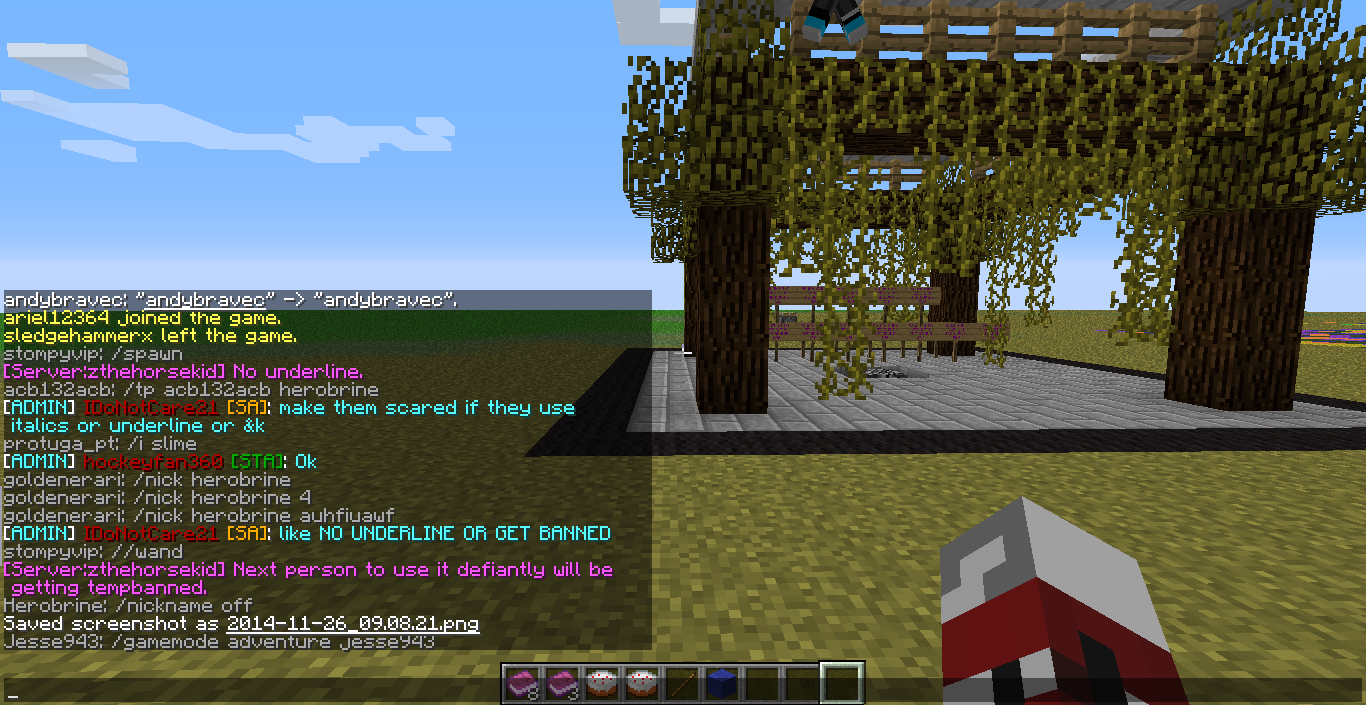 andybravec: "andybravec" -> "andybravec".
ariel12364 joined the game.
sledgehammerx left the game.
stompyvip: /spawn
[Server:zthehorsekid] No underline.
acb132acb: /tp acb132acb herobrine
[ADMIN] IDoNotCare21 [SA]: make them scared if they use
italics or underline or &k
protuga_pt: /i slime
[ADMIN] hockeyfan360 [STA]: Ok
goldenerari: /nick herobrine
goldenerari: /nick herobrine 4
goldenerari: /nick herobrine auhfiuawf
[ADMIN] IDoNotCare21 [SA]: like NO UNDERLINE OR GET BANNED
stompyvip: //wand
[Server:zthehorsekid] Next person to use it defiantly will be
getting tempbanned.
Herobrine: /nickname off
Saved screenshot as 2014-11-26_09.08.21.png
Jesse943: /gamemode adventure jesse943
8 3
_